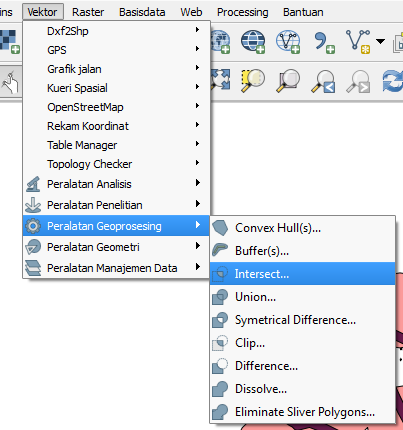 ins Vektor Raster Basisdata Web Processing Bantuan
Dxf2Shp
GPS
Grafik jalan
Kueri Spasial
OpenStreetMap
Rekam Koordinat
Table Manager
Topology Checker
Peralatan Analisis
Peralatan Penelitian
Peralatan Geoprosesing
Peralatan Geometri
Peralatan Manajemen Data
Convex Hull(s)...
Buffer(s)...
Intersect...
Union...
Symetrical Difference...
Clip...
Difference...
Dissolve...
Eliminate Sliver Polygons...